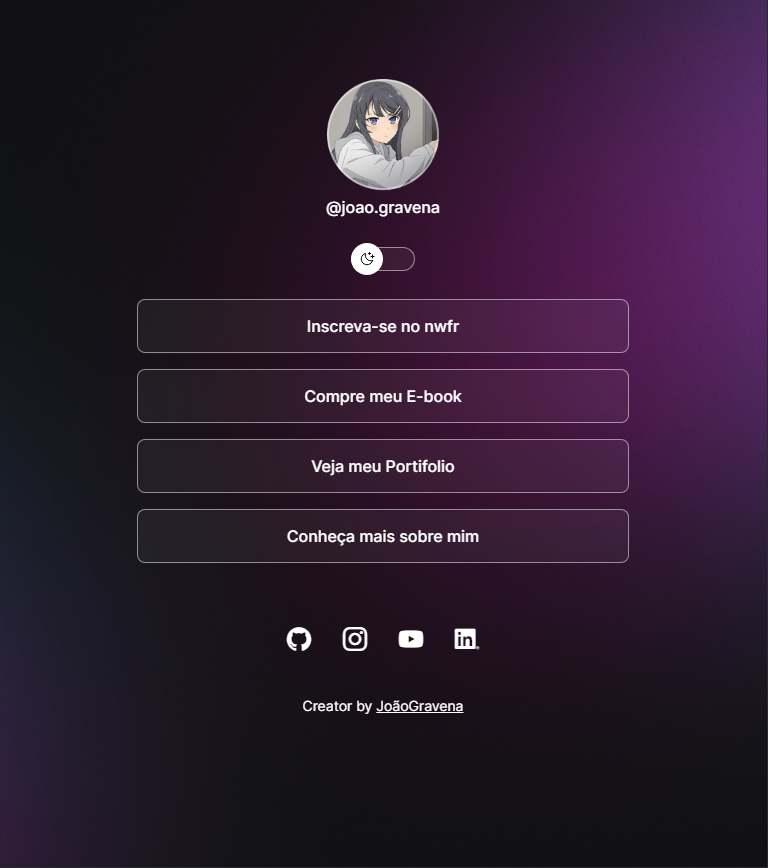 @joao.gravena
Inscreva-se no nwfr
Compre meu E-book
Veja meu Portifolio
Conheça mais sobre mim
in
Creator by JoãoGravena